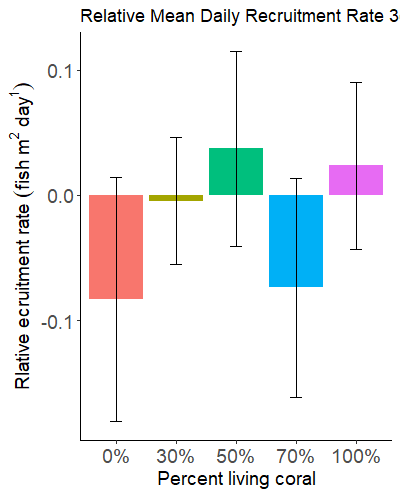 Relative Mean Daily Recruitment Rate 3
0.1
0.0
-0.1
Rlative ecruitment rate (fish m² day¹)
0% 30% 50% 70% 100%
Percent living coral